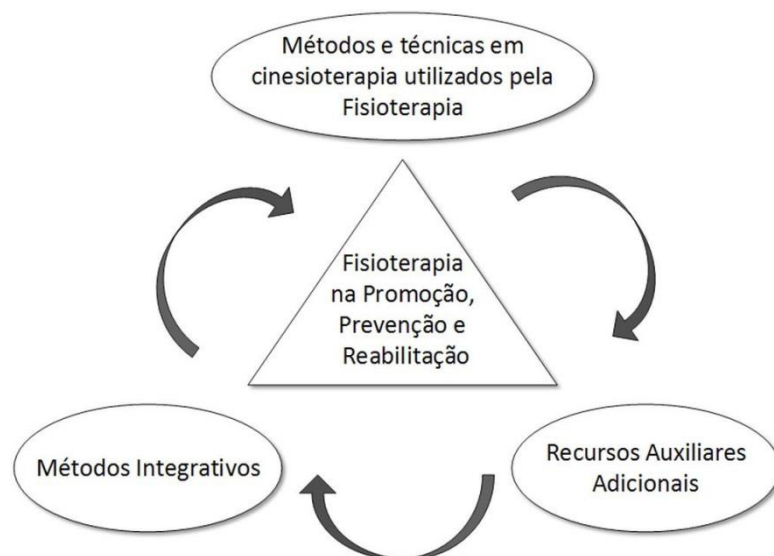 Métodos e técnicas em
cinesioterapia utilizados pela
Fisioterapia
Fisioterapia
na Promoção,
Prevenção e
Reabilitação
Métodos Integrativos
Recursos Auxiliares
Adicionais